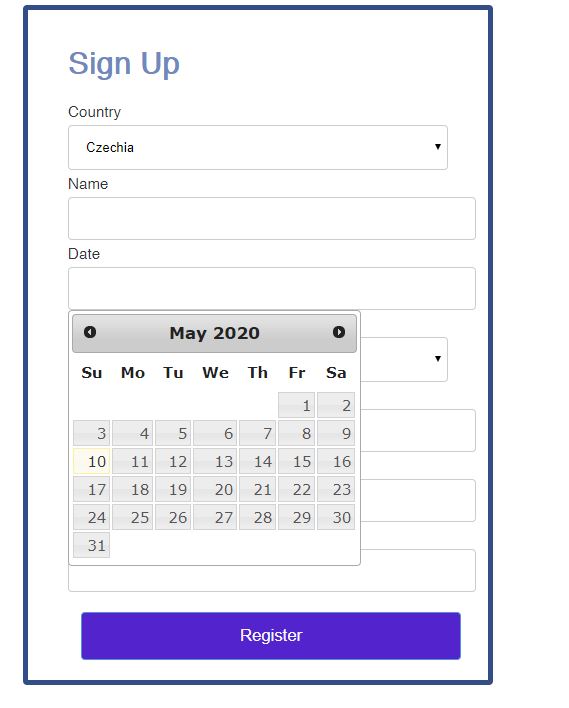 Sign Up
Country
Czechia
Name
Date
May 2020
Su Mo Tu We Th Fr Sa
1 2
3 4 5 6 7 8 9
10 11 12 13 14 15 16
17 18 19 20 21 22 23
24 25 26 27 28 29 30
31
Register